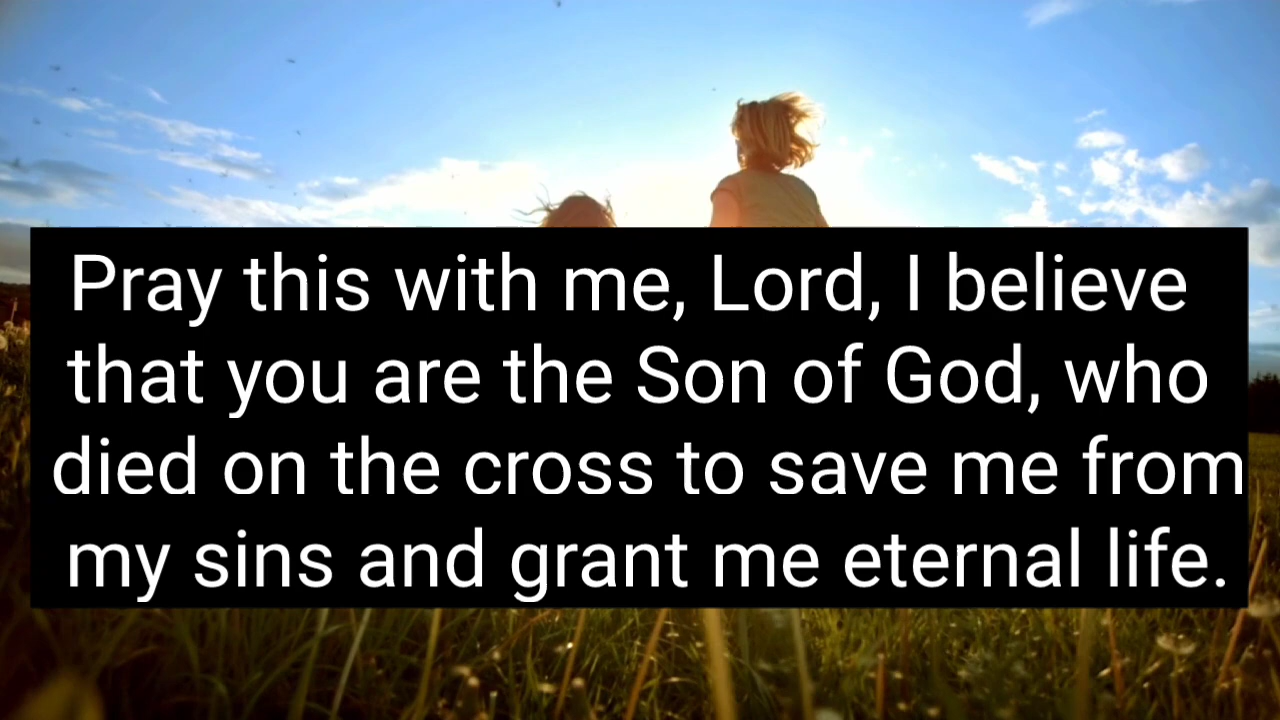 Pray this with me, Lord, I believe
that you are the Son of God, who
died on the cross to save me from
my sins and grant me eternal life.